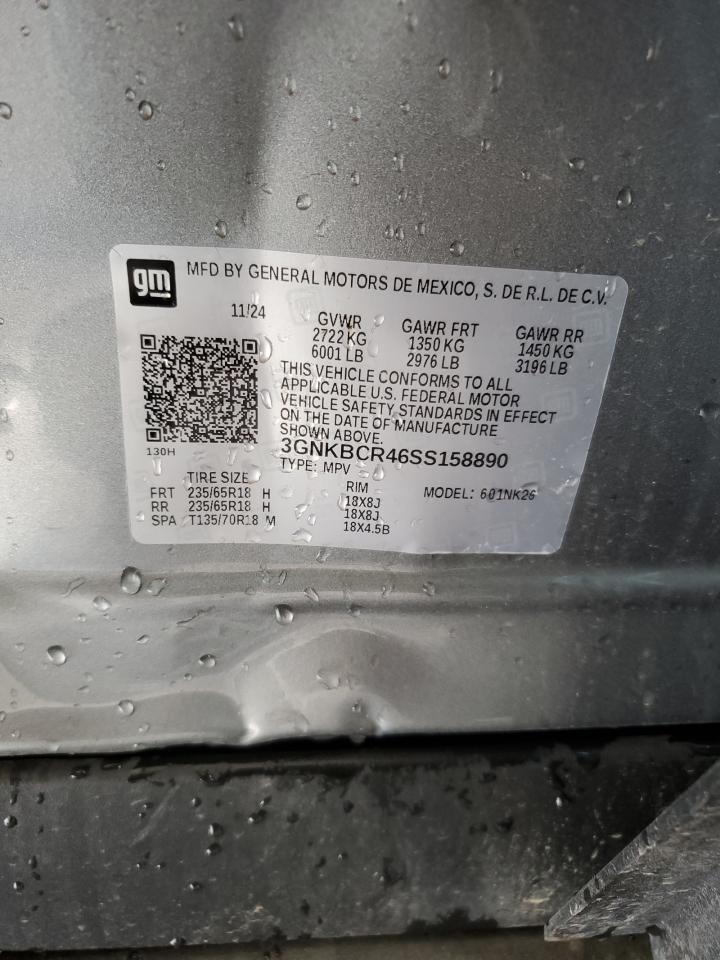 gm
MFD BY GENERAL MOTORS DE MEXICO, S. DE R.L. DE C.V.
11/24
GVWR GAWR FRT GAWR RR
2722 KG 1350 KG 1450 KG
6001 LB 2976 LB 3196 LB
THIS VEHICLE CONFORMS TO ALL
APPLICABLE U.S. FEDERAL MOTOR
VEHICLE SAFETY STANDARDS IN EFFECT
ON THE DATE OF MANUFACTURE
SHOWN ABOVE.
130H
3GNKBCR46SS158890
TYPE: MPV
MODEL: 601NK26
TIRE SIZE RIM
FRT 235/65R18 H 18X8J
RR 235/65R18 H 18X8J
SPA T135/70R18 M 18X4.5B